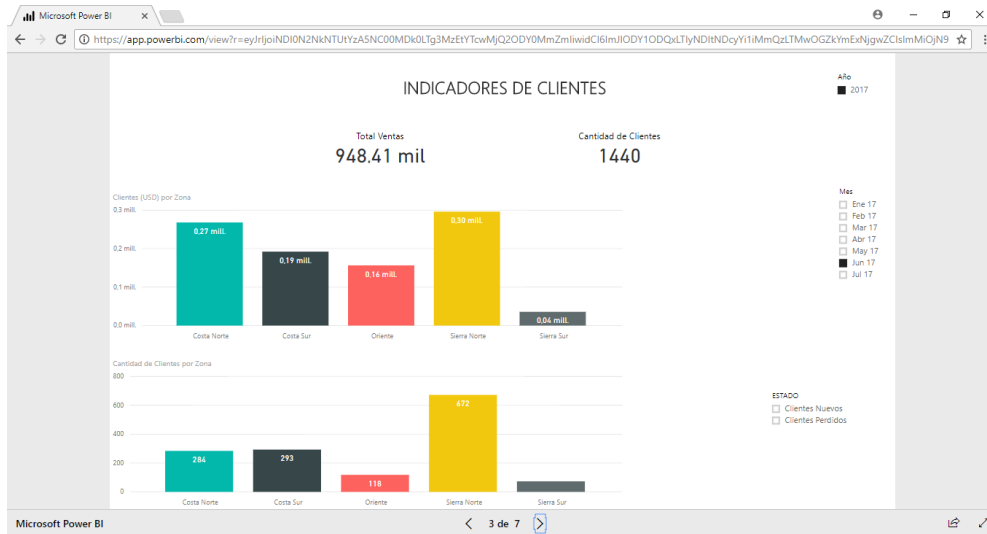 Microsoft Power BI
https://app.powerbi.com/view?r=eyJrIjoiNDI0N2NkNTUtYzA5NC00MDk0LTg3MzEtYTcwMjQ2ODY0MmZmIiwidCI6ImJlODY1ODQxLTIyNDItNDcyYi1iMmQzLTMwOGZkYmExNjgwZCIsImMiOjN9
INDICADORES DE CLIENTES
Año
2017
Total Ventas
948.41 mil
Cantidad de Clientes
1440
Clientes (USD) por Zona
0,3 mill.
0,2 mill.
0,1 mill.
0,0 mill.
0,27 mill.
0,19 mill.
0,16 mill.
0,30 mill.
0,04 mill.
Costa Norte
Costa Sur
Oriente
Sierra Norte
Sierra Sur
Mes
Ene 17
Feb 17
Mar 17
Abr 17
May 17
Jun 17
Jul 17
Cantidad de Clientes por Zona
800
600
400
200
0
284
293
118
672
Costa Norte
Costa Sur
Oriente
Sierra Norte
Sierra Sur
ESTADO
Clientes Nuevos
Clientes Perdidos
Microsoft Power BI
3 de 7